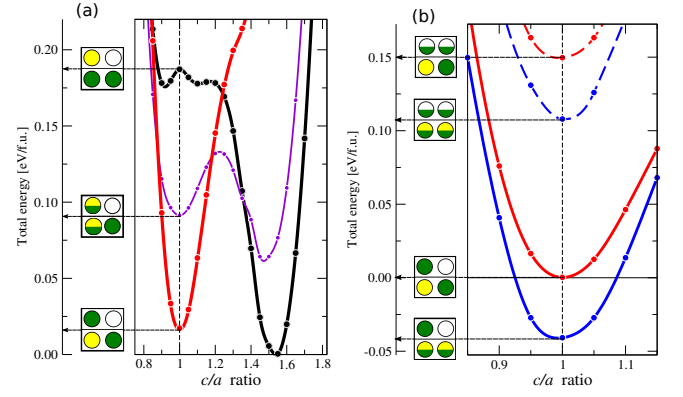 (a)
Total energy [eV/f.u.]
0.20
0.15
0.10
0.05
0.00
0.8 1 1.2 1.4 1.6 1.8
c/a ratio
(b)
Total energy [eV/f.u.]
0.15
0.10
0.05
0.00
-0.05
0.9 1 1.1
c/a ratio